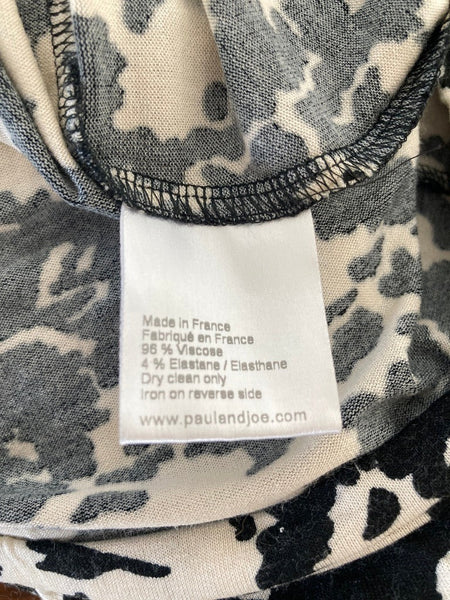 Made in France
Fabriqué en France
96 % Viscose
4 % Elastane / Elasthane
Dry clean only
Iron on reverse side
www.paulandjoe.com